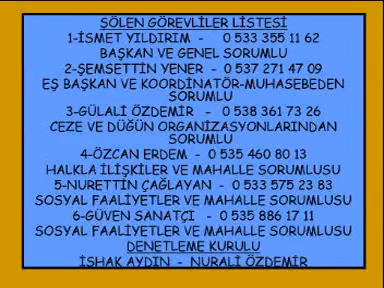 ŞÖLEN GÖREVLİLER LİSTESİ
1-İSMET YILDIRIM - 0 533 355 11 62
BAŞKAN VE GENEL SORUMLU
2-ŞEMSETTİN YENER - 0 537 271 47 09
EŞ BAŞKAN VE KOORDİNATÖR-MUHASEBEDEN
SORUMLU
3-GÜLALİ ÖZDEMİR - 0 538 361 73 26
CEZE VE DÜĞÜN ORGANİZASYONLARINDAN
SORUMLU
4-ÖZCAN ERDEM - 0 535 460 80 13
HALKLA İLİŞKİLER VE MAHALLE SORUMLUSU
5-NURETTİN ÇAĞLAYAN - 0 533 575 23 83
SOSYAL FAALİYETLER VE MAHALLE SORUMLUSU
6-GÜVEN SANATÇI - 0 535 886 17 11
SOSYAL FAALİYETLER VE MAHALLE SORUMLUSU
DENETLEME KURULU
İSHAK AYDIN - NURALİ ÖZDEMİR